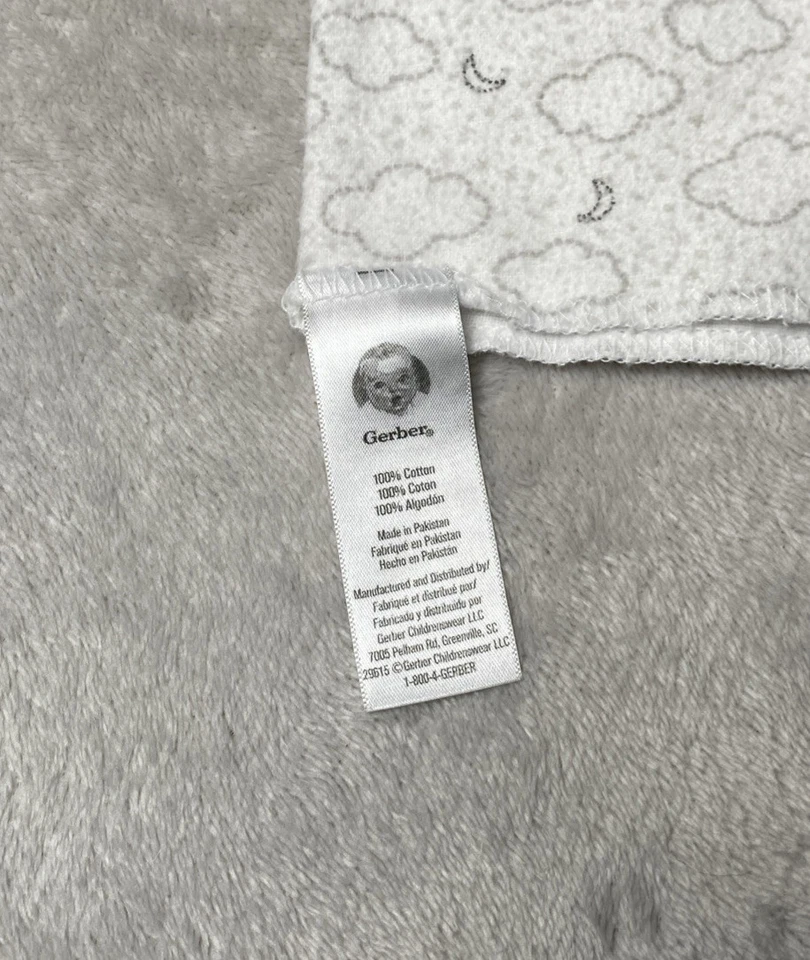 Gerber®
100% Cotton
100% Coton
100% Algodón
Made in Pakistan
Fabriqué en Pakistan
Hecho en Pakistán
Manufactured and Distributed by/
Fabriqué et distribué par/
Fabricado y distribuido por
Gerber Childrenswear LLC
7005 Pelham Rd, Greenville, SC
29615 ©Gerber Childrenswear LLC
1-800-4-GERBER